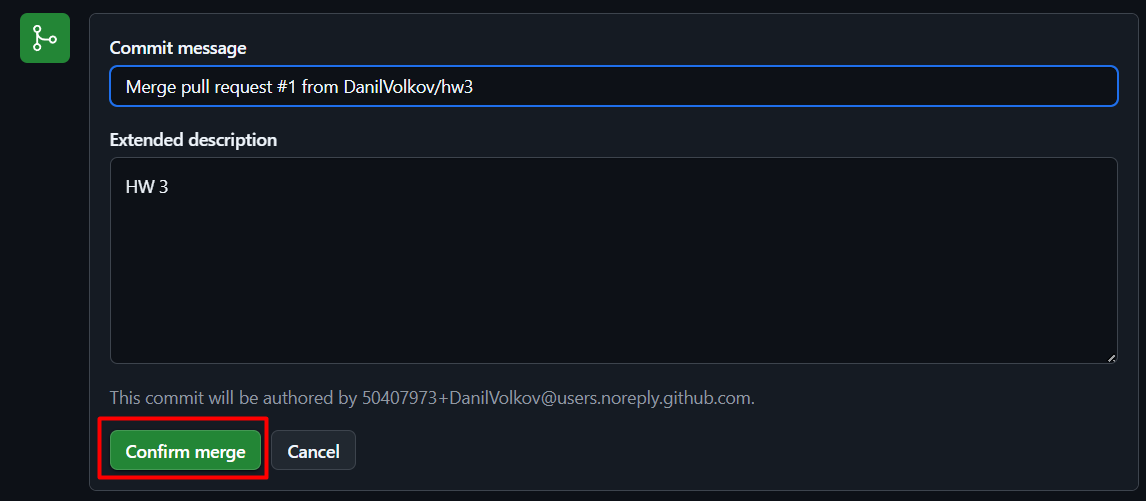 Commit message
Merge pull request #1 from DanilVolkov/hw3
Extended description
HW 3
This commit will be authored by 50407973+DanilVolkov@users.noreply.github.com.
Confirm merge
Cancel